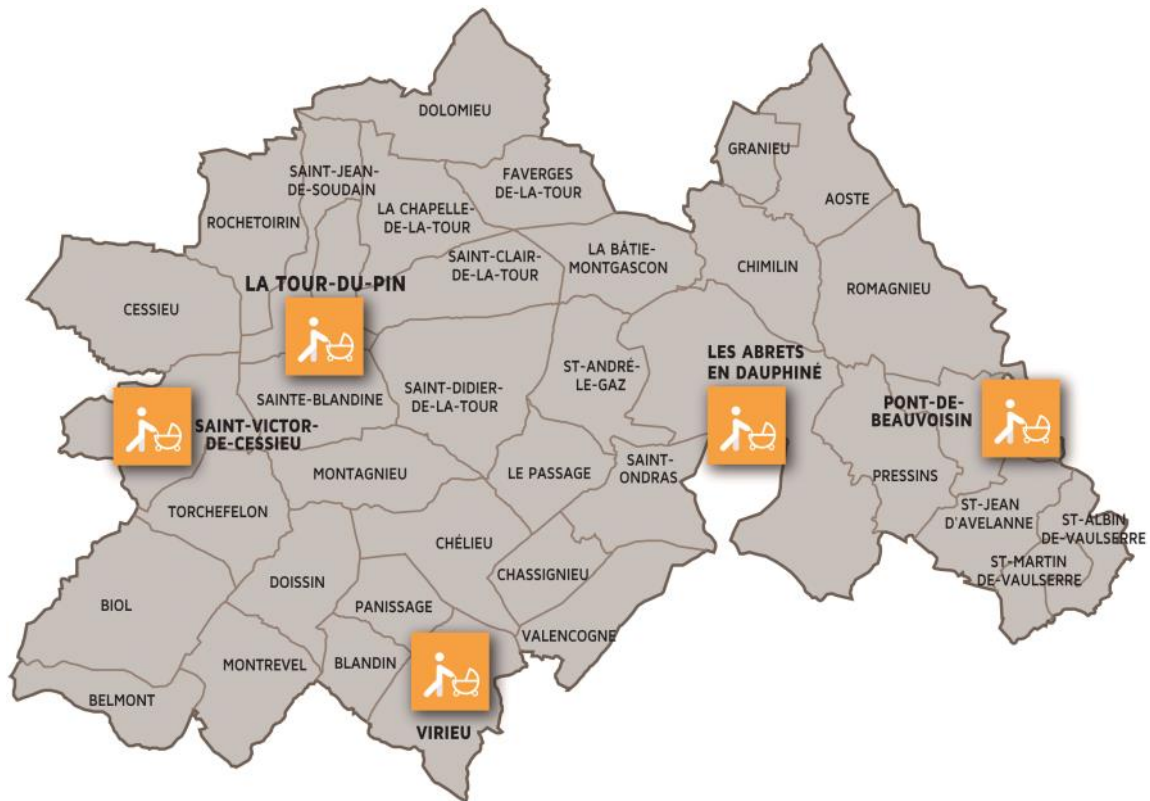 DOLOMIEU
GRANIEU
SAINT-JEAN-
DE-SOUDAIN
FAVERGES
DE-LA-TOUR
AOSTE
ROCHETOIRIN
LA CHAPELLE-
DE-LA-TOUR
SAINT-CLAIR-
DE-LA-TOUR
LA BÂTIE-
MONTGASCON
CHIMILIN
ROMAGNIEU
LA TOUR-DU-PIN
CESSIEU
LES ABRETS
EN DAUPHINÉ
ST-ANDRÉ-
LE-GAZ
SAINTE-BLANDINE
SAINT-DIDIER-
DE-LA-TOUR
PONT-DE-
BEAUVOISIN
SAINT-VICTOR-
DE-CESSIEU
MONTAGNIEU
LE PASSAGE
SAINT-
ONDRAS
PRESSINS
TORCHEFELON
ST-JEAN
D'AVELANNE
ST-ALBIN
DE-VAULSERRE
CHÉLIEU
CHASSIGNIEU
ST-MARTIN
DE-VAULSERRE
DOISSIN
BIOL
PANISSAGE
VALENCOGNE
MONTREVEL
BLANDIN
BELMONT
VIRIEU